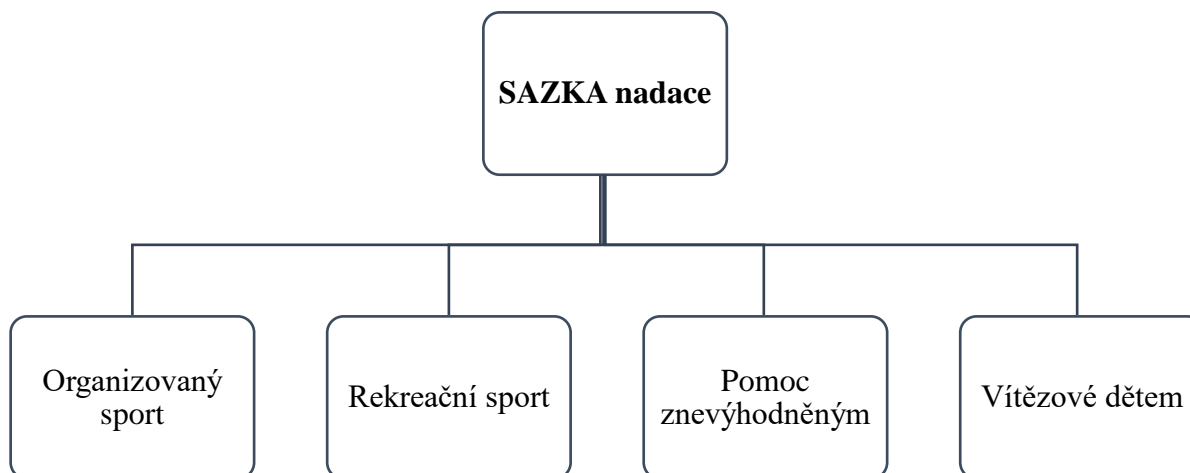 SAZKA nadace
Organizovaný
sport
Rekreační sport
Pomoc
znevýhodněným
Vítězové dětem